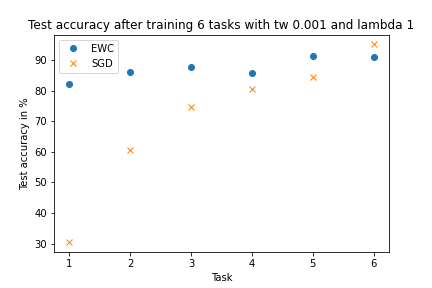 Test accuracy after training 6 tasks with tw 0.001 and lambda 1
EWC
SGD
Test accuracy in %
90
80
70
60
50
40
30
1 2 3 4 5 6
Task